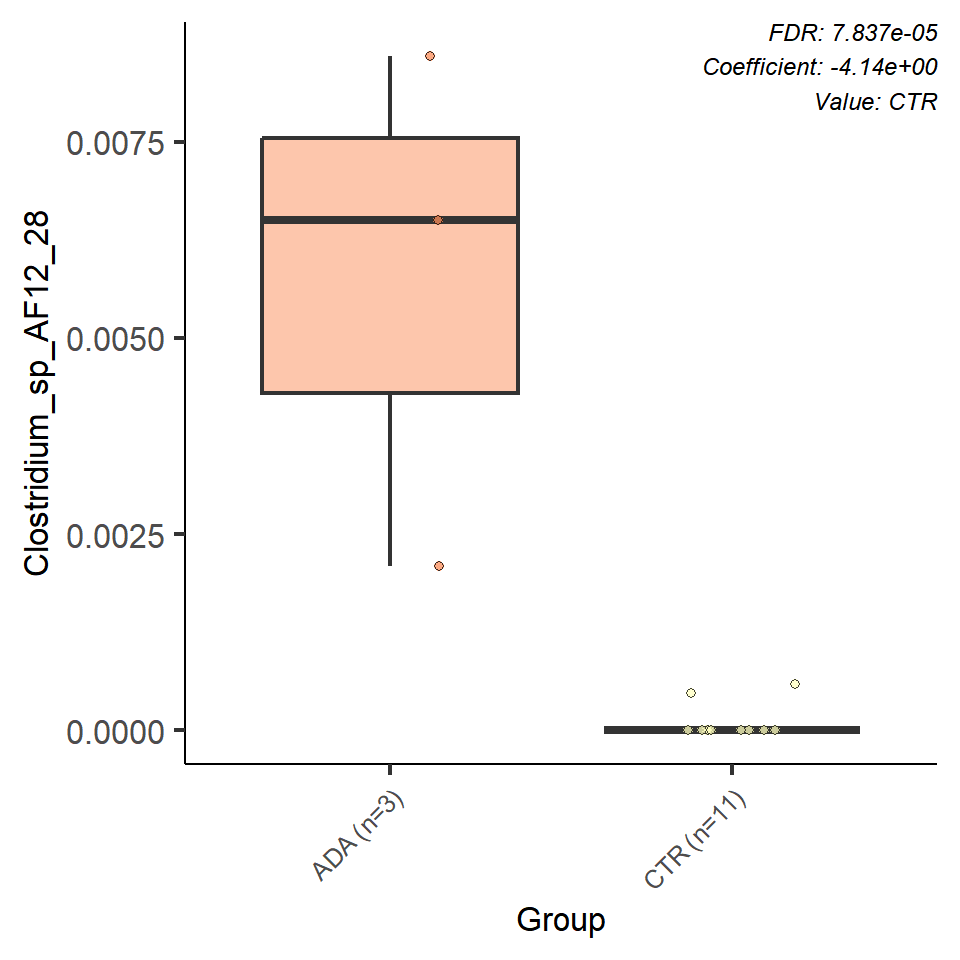 FDR: 7.837e-05
Coefficient: -4.14e+00
Value: CTR
Clostridium_sp_AF12_28
0.0075
0.0050
0.0025
0.0000
ADA (n=3)
CTR (n=11)
Group